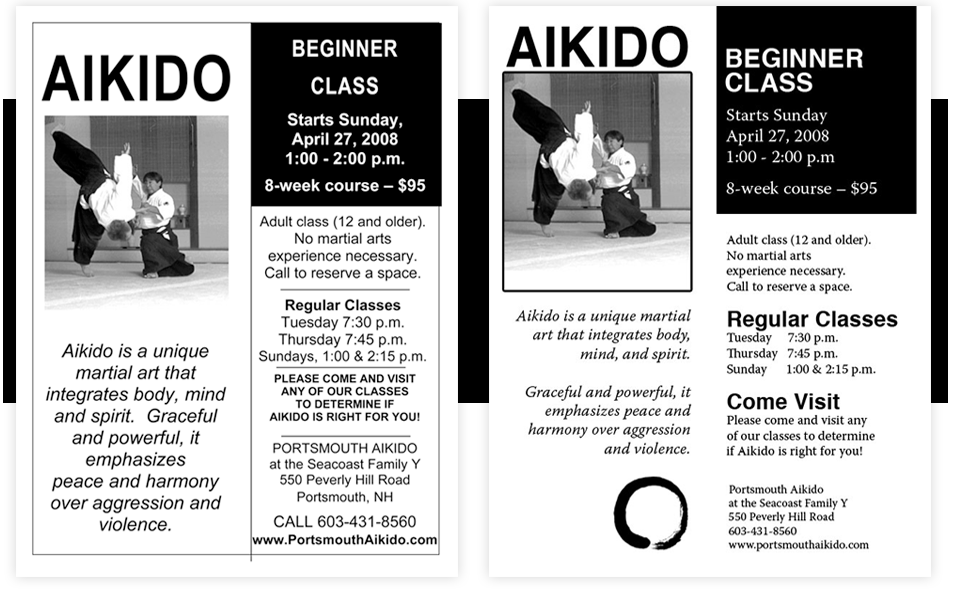 AIKIDO
Aikido is a unique
martial art that
integrates body, mind
and spirit.  Graceful
and powerful, it
emphasizes
peace and harmony
over aggression and
violence.
BEGINNER
CLASS
Starts Sunday,
April 27, 2008
1:00 - 2:00 p.m.
8-week course – $95
Adult class (12 and older).
No martial arts
experience necessary.
Call to reserve a space.
Regular Classes
Tuesday 7:30 p.m.
Thursday 7:45 p.m.
Sundays, 1:00 & 2:15 p.m.
PLEASE COME AND VISIT
ANY OF OUR CLASSES
TO DETERMINE IF
AIKIDO IS RIGHT FOR YOU!
PORTSMOUTH AIKIDO
at the Seacoast Family Y
550 Peverly Hill Road
Portsmouth, NH
CALL 603-431-8560
www.PortsmouthAikido.com
AIKIDO
Aikido is a unique martial
art that integrates body,
mind, and spirit.
Graceful and powerful, it
emphasizes peace and
harmony over aggression
and violence.
BEGINNER
CLASS
Starts Sunday
April 27, 2008
1:00 - 2:00 p.m
8-week course – $95
Adult class (12 and older).
No martial arts
experience necessary.
Call to reserve a space.
Regular Classes
Tuesday 7:30 p.m.
Thursday 7:45 p.m.
Sunday 1:00 & 2:15 p.m.
Come Visit
Please come and visit any
of our classes to determine
if Aikido is right for you!
Portsmouth Aikido
at the Seacoast Family Y
550 Peverly Hill Road
603-431-8560
www.portsmouthaikido.com